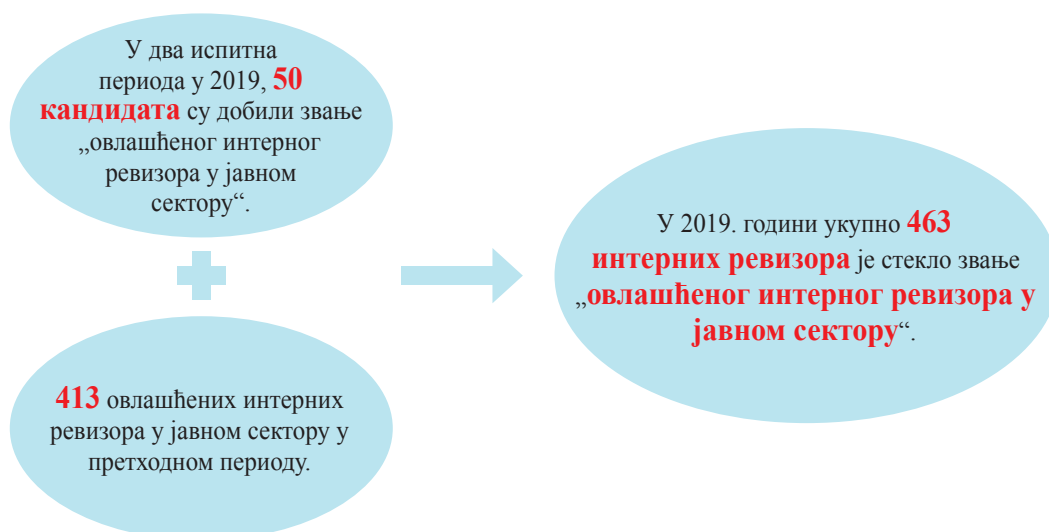 У два испитна
периода у 2019, 50
кандидата су добили звање
„овлашћеног интерног
ревизора у јавном
сектору“.
413 овлашћених интерних
ревизора у јавном сектору у
претходном периоду.
У 2019. години укупно 463
интерних ревизора је стекло звање
„овлашћеног интерног ревизора у
јавном сектору“.